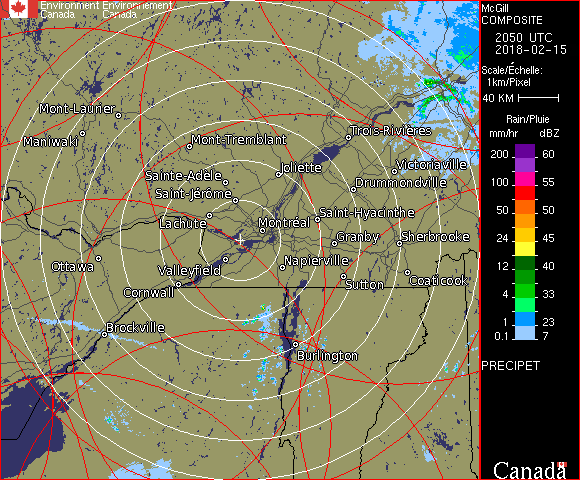 Environment Environnement
Canada Canada
McGill
COMPOSITE
2050 UTC
2018-02-15
Scale/Échelle:
1km/Pixel
40 KM
Rain/Pluie
mm/hr dBZ
200 60
55
100 55
50 50
24 45
12 40
4 33
1 23
0.1 7
PRECIPET
Canada
Mont-Laurier
Maniwaki
Mont-Tremblant
Trois-Rivières
Joliette
Victoriaville
Sainte-Adèle
Drummondville
Saint-Jérôme
Saint-Hyacinthe
Lachute
Montréal
Granby
Sherbrooke
Ottawa
Valleyfield
Napierville
Cornwall
Sutton
Coaticook
Brockville
Burlington